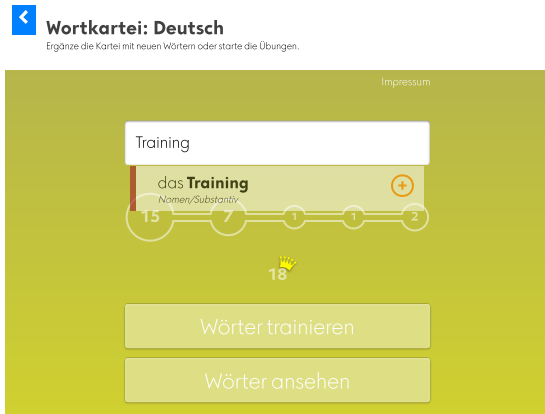 Wortkartei: Deutsch
Ergänze die Kartei mit neuen Wörtern oder starte die Übungen.
Impressum
Training
das Training
Nomen/Substantiv
15 7 1 1 2
18
Wörter trainieren
Wörter ansehen